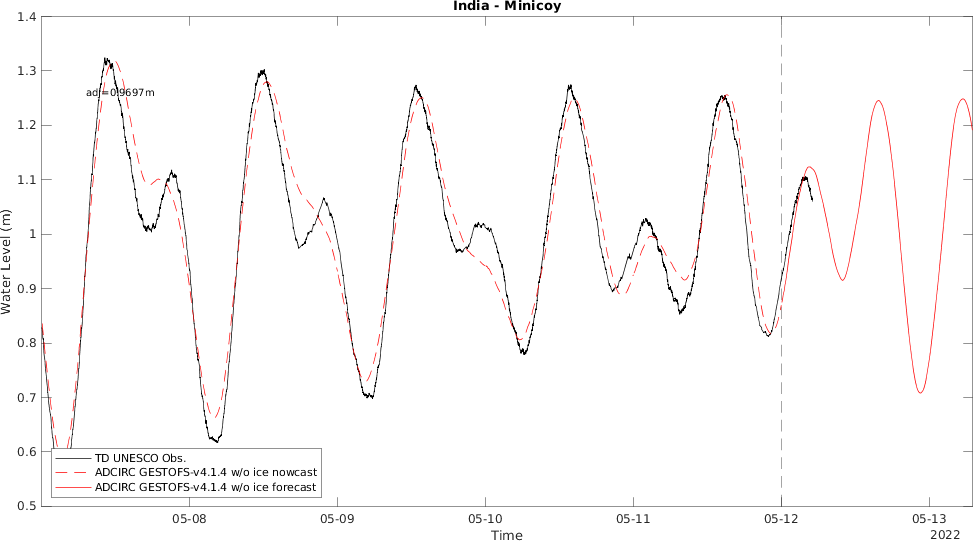 India - Minicoy
1.4
1.3
1.2
1.1
1
0.9
0.8
0.7
0.6
0.5
Water Level (m)
ad = 0.9697m
TD UNESCO Obs.
ADCIRC GESTOFS-v4.1.4 w/o ice nowcast
ADCIRC GESTOFS-v4.1.4 w/o ice forecast
05-08
05-09
05-10
05-11
05-12
05-13
Time
2022